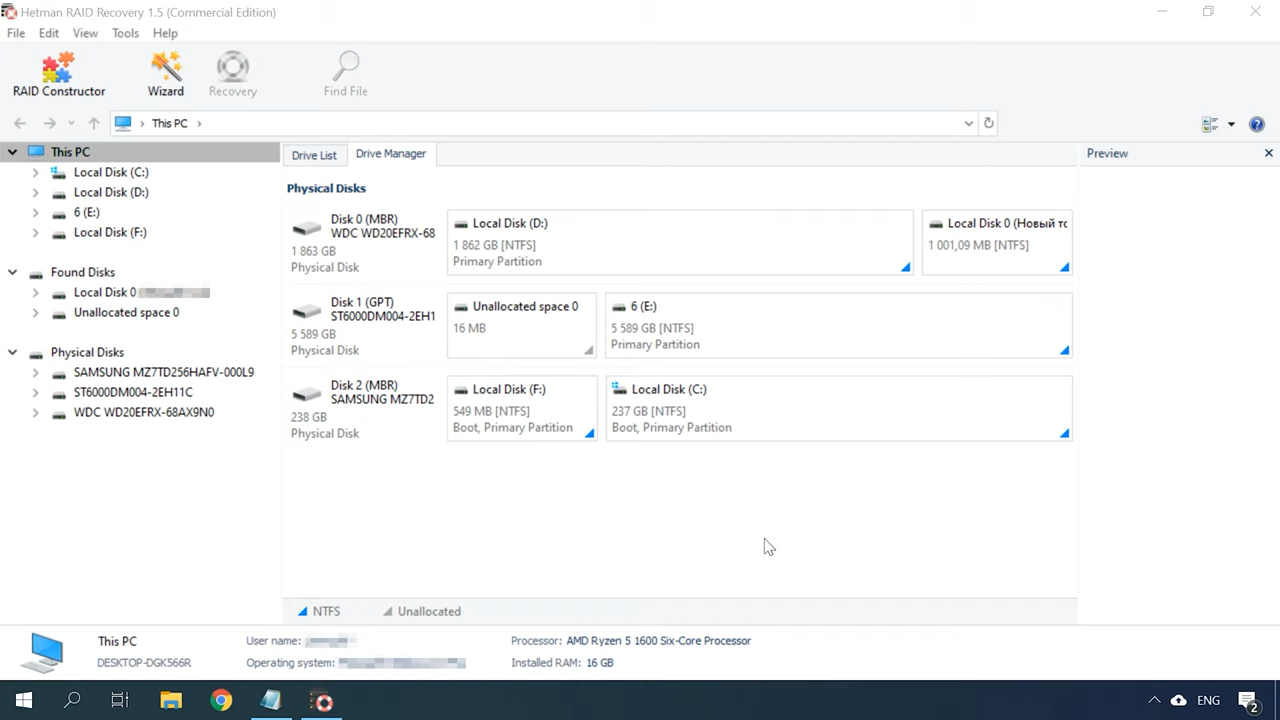 Hetman RAID Recovery 1.5 (Commercial Edition)
File Edit View Tools Help
RAID Constructor Wizard Recovery Find File
This PC
Drive List Drive Manager Preview
This PC
Local Disk (C:)
Local Disk (D:)
6 (E:)
Local Disk (F:)
Found Disks
Local Disk 0
Unallocated space 0
Physical Disks
SAMSUNG MZ7TD256HAFV-000L9
ST6000DM004-2EH11C
WDC WD20EFRX-68AX9N0
Physical Disks
Disk 0 (MBR)
WDC WD20EFRX-68
1 863 GB
Physical Disk
Local Disk (D:)
1 862 GB [NTFS]
Primary Partition
Local Disk 0 (Новый тс
1 001,09 MB [NTFS]
Disk 1 (GPT)
ST6000DM004-2EH1
5 589 GB
Physical Disk
Unallocated space 0
16 MB
6 (E:)
5 589 GB [NTFS]
Primary Partition
Disk 2 (MBR)
SAMSUNG MZ7TD2
238 GB
Physical Disk
Local Disk (F:)
549 MB [NTFS]
Boot, Primary Partition
Local Disk (C:)
237 GB [NTFS]
Boot, Primary Partition
NTFS Unallocated
This PC
DESKTOP-DGK566R
User name:
Operating system:
Processor: AMD Ryzen 5 1600 Six-Core Processor
Installed RAM: 16 GB
ENG
2